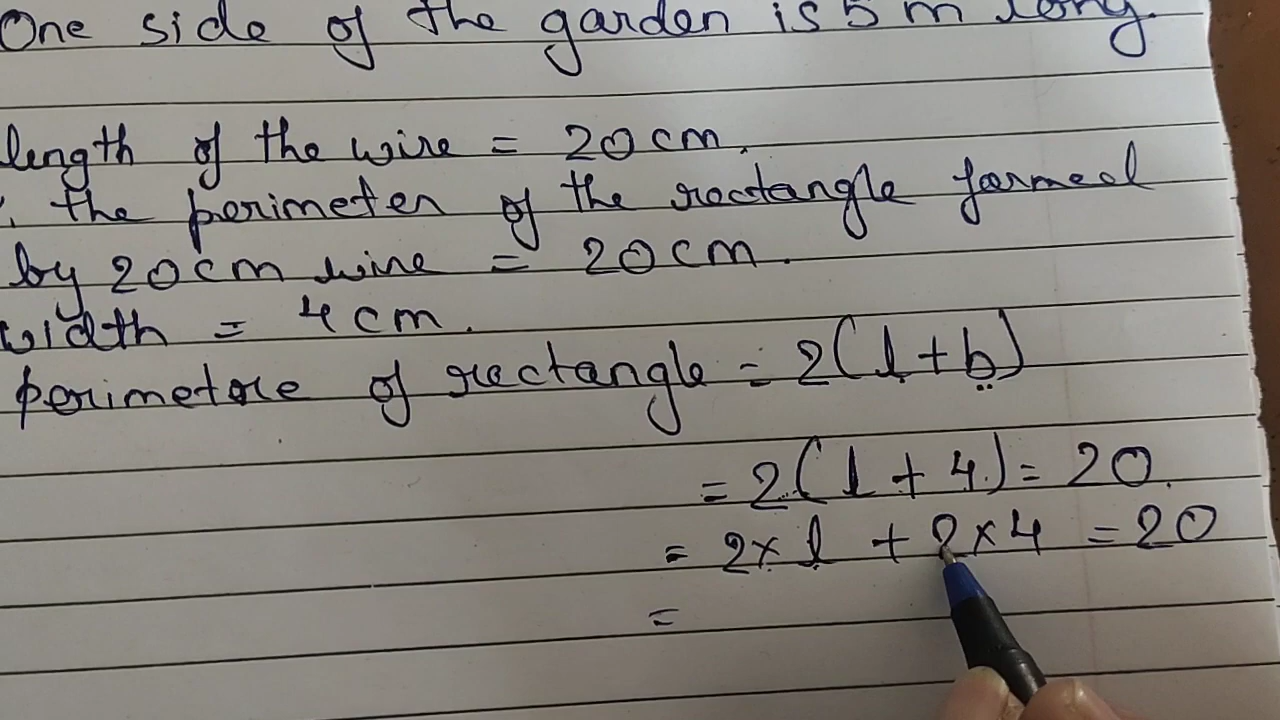 One side of the garden is 5 m long.
length of the wire = 20 cm.
the perimeter of the rectangle formed
by 20 cm wire = 20 cm.
width = 4 cm.
perimetore of rectangle = 2(l+b)
= 2(l + 4) = 20.
= 2 × l + 2 × 4 = 20
=